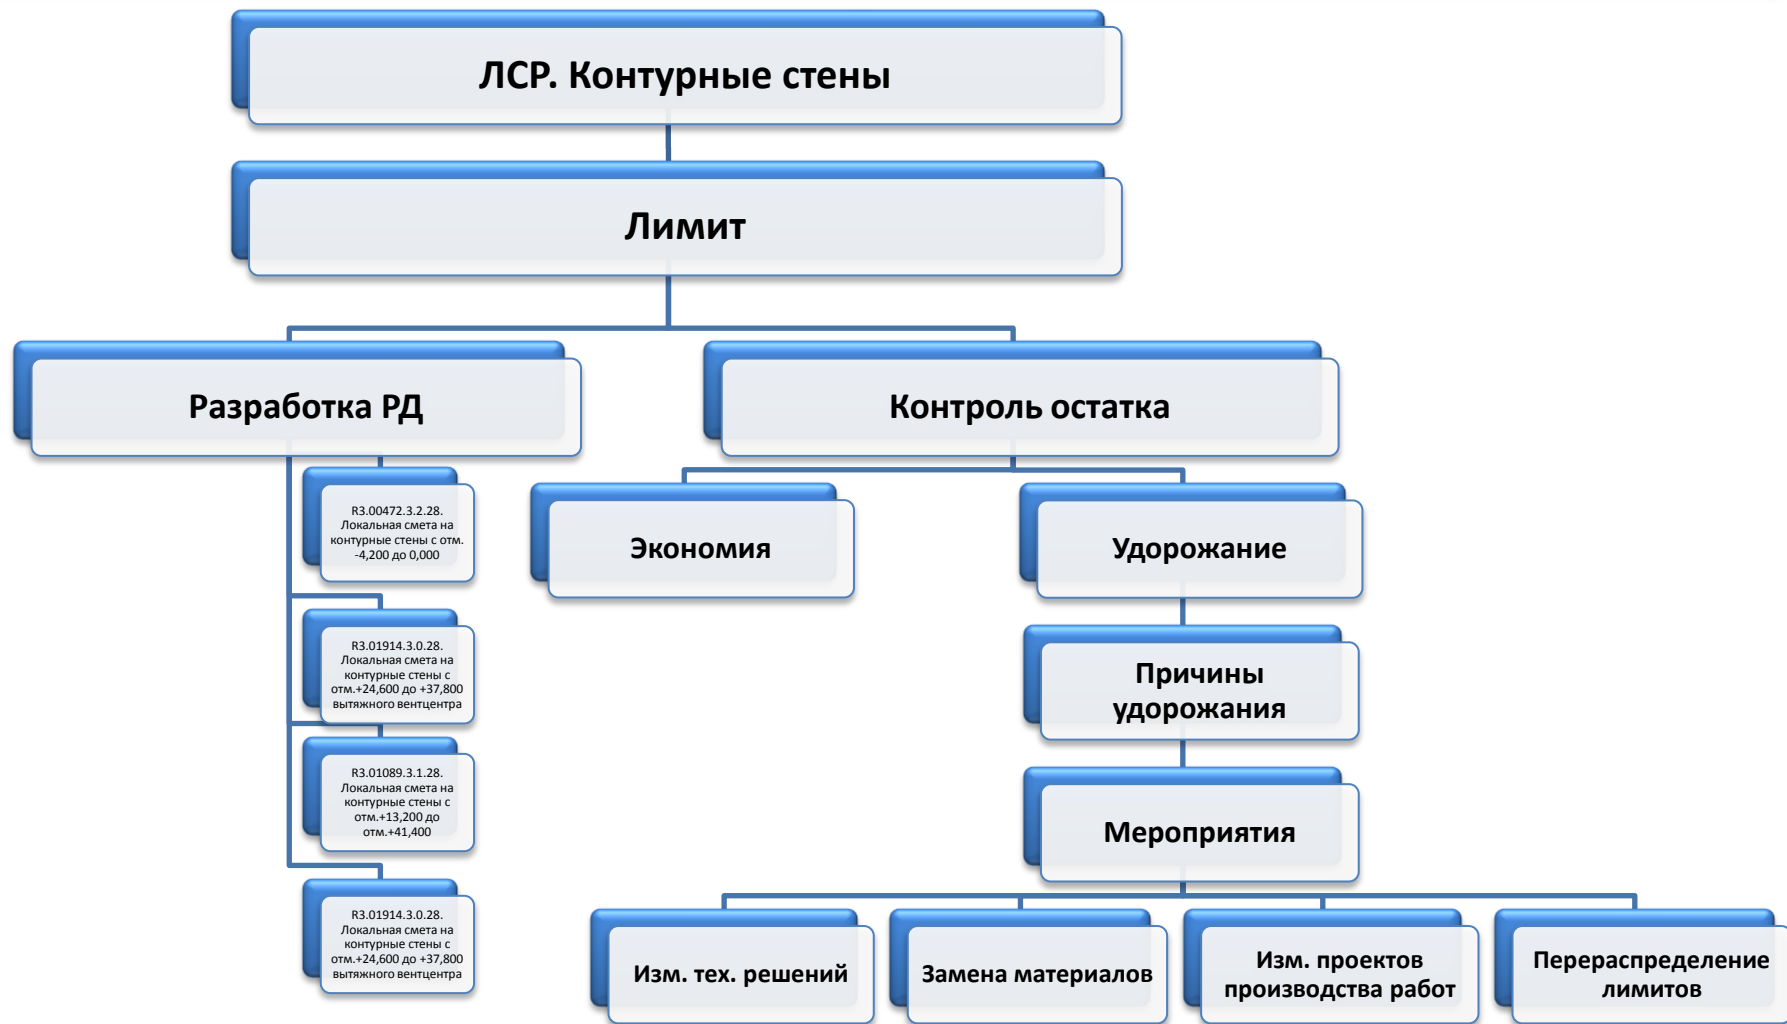 ЛСР. Контурные стены
Лимит
Разработка РД
Контроль остатка
R3.00472.3.2.28.
Локальная смета на
контурные стены с отм.
-4,200 до 0,000
Экономия
Удорожание
R3.01914.3.0.28.
Локальная смета на
контурные стены с
отм.+24,600 до +37,800
вытяжного вентцентра
Причины
удорожания
R3.01089.3.1.28.
Локальная смета на
контурные стены с
отм.+13,200 до
отм.+41,400
Мероприятия
R3.01914.3.0.28.
Локальная смета на
контурные стены с
отм.+24,600 до +37,800
вытяжного вентцентра
Изм. тех. решений
Замена материалов
Изм. проектов
производства работ
Перераспределение
лимитов